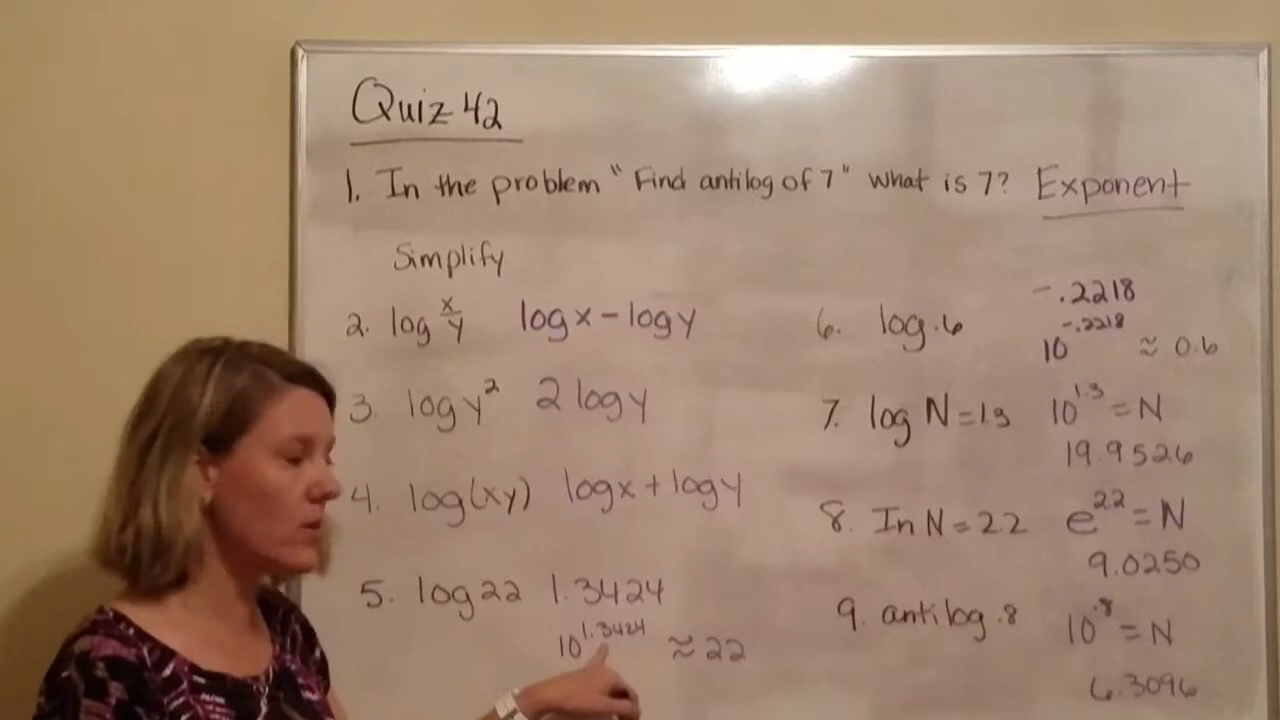 Quiz 42
1. In the problem "Find antilog of 7" what is 7? Exponent
Simplify
2. log x/y log x - log y
3. log y² 2 log y
4. log(xy) log x + log y
5. log 22 1.3424
10^1.3424 ≈ 22
6. log .6 -.2218
10^-.2218 ≈ 0.6
7. log N = 1.3 10^1.3 = N
19.9526
8. In N = 2.2 e^2.2 = N
9.0250
9. antilog .8 10^.8 = N
6.3096